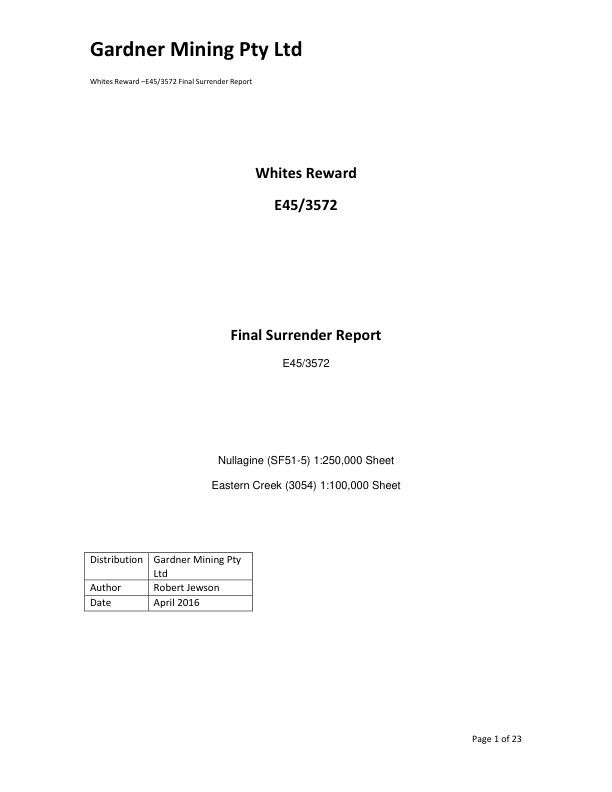 Gardner Mining Pty Ltd
Whites Reward –E45/3572 Final Surrender Report
Whites Reward
E45/3572
Final Surrender Report
E45/3572
Nullagine (SF51-5) 1:250,000 Sheet
Eastern Creek (3054) 1:100,000 Sheet
Distribution Gardner Mining Pty
Ltd
Author Robert Jewson
Date April 2016
Page 1 of 23